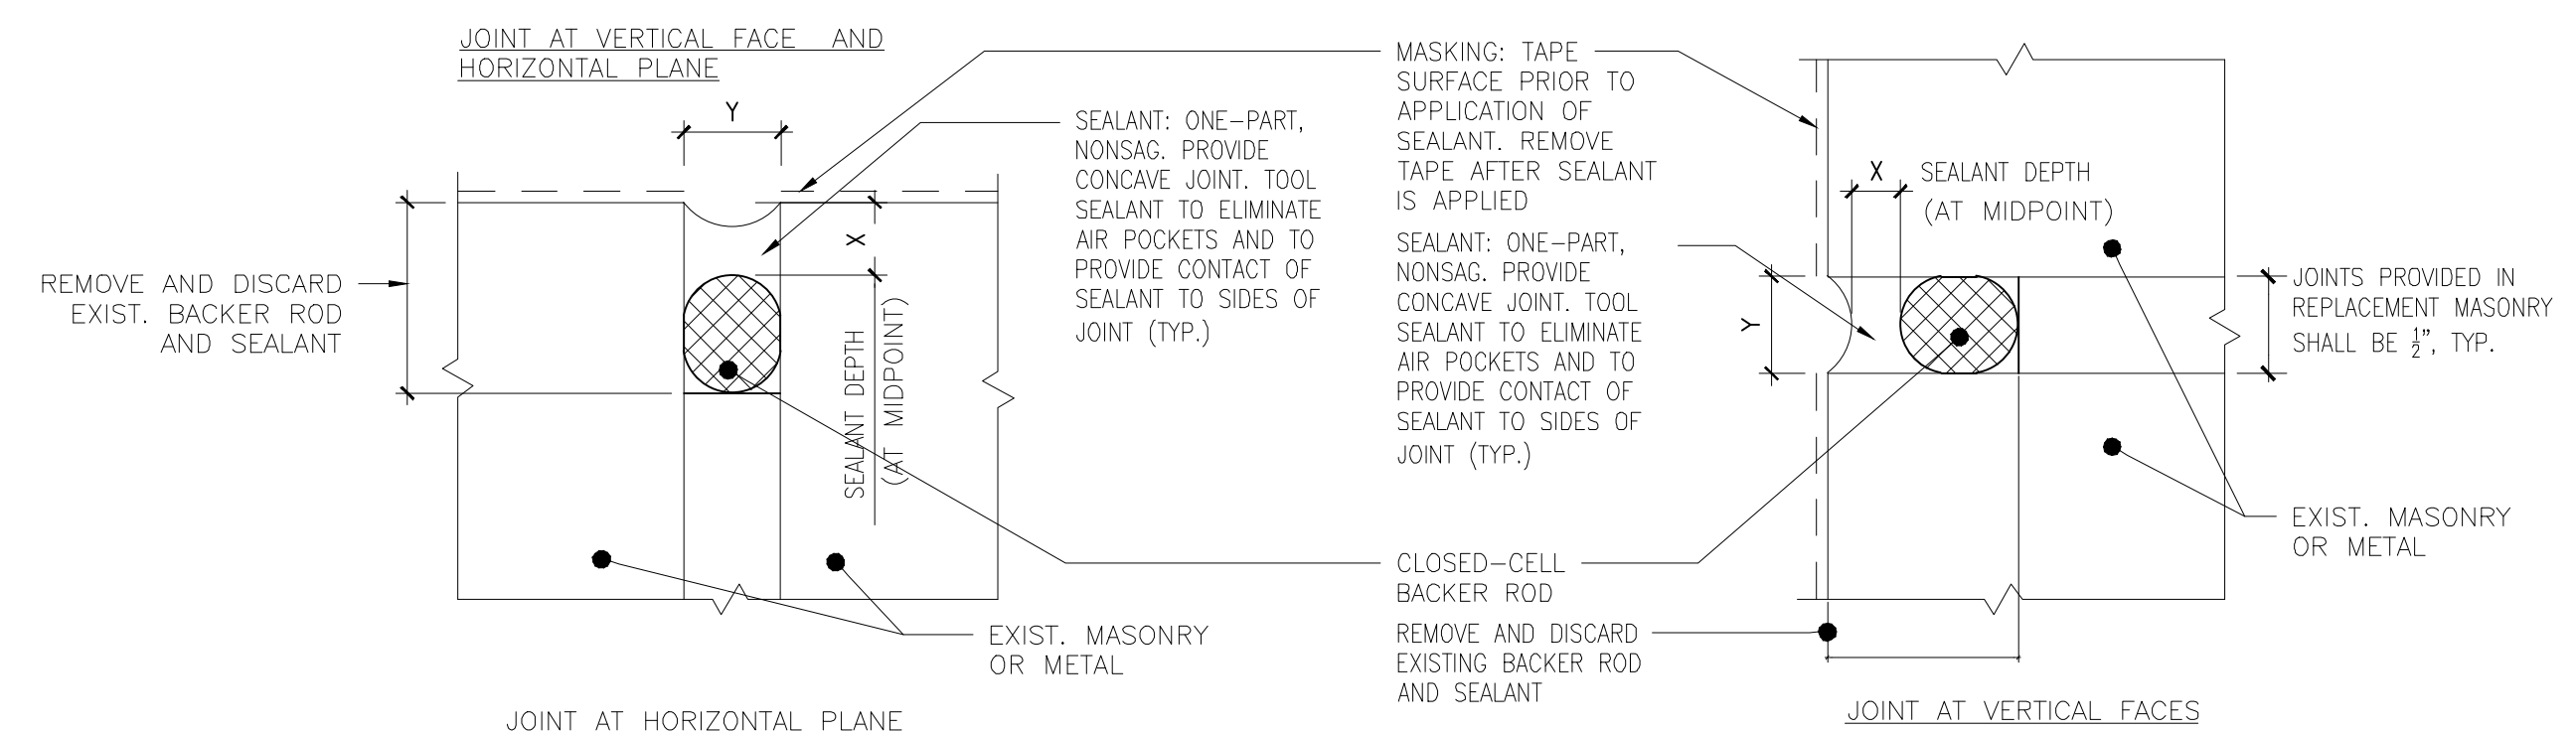 JOINT AT VERTICAL FACE AND
HORIZONTAL PLANE
Y
SEALANT: ONE-PART,
NONSAG. PROVIDE
CONCAVE JOINT. TOOL
SEALANT TO ELIMINATE
AIR POCKETS AND TO
PROVIDE CONTACT OF
SEALANT TO SIDES OF
JOINT (TYP.)
X
SEALANT DEPTH
(AT MIDPOINT)
REMOVE AND DISCARD
EXIST. BACKER ROD
AND SEALANT
EXIST. MASONRY
OR METAL
JOINT AT HORIZONTAL PLANE
MASKING: TAPE
SURFACE PRIOR TO
APPLICATION OF
SEALANT. REMOVE
TAPE AFTER SEALANT
IS APPLIED
SEALANT: ONE-PART,
NONSAG. PROVIDE
CONCAVE JOINT. TOOL
SEALANT TO ELIMINATE
AIR POCKETS AND TO
PROVIDE CONTACT OF
SEALANT TO SIDES OF
JOINT (TYP.)
CLOSED-CELL
BACKER ROD
REMOVE AND DISCARD
EXISTING BACKER ROD
AND SEALANT
X
SEALANT DEPTH
(AT MIDPOINT)
Y
JOINTS PROVIDED IN
REPLACEMENT MASONRY
SHALL BE ½", TYP.
EXIST. MASONRY
OR METAL
JOINT AT VERTICAL FACES